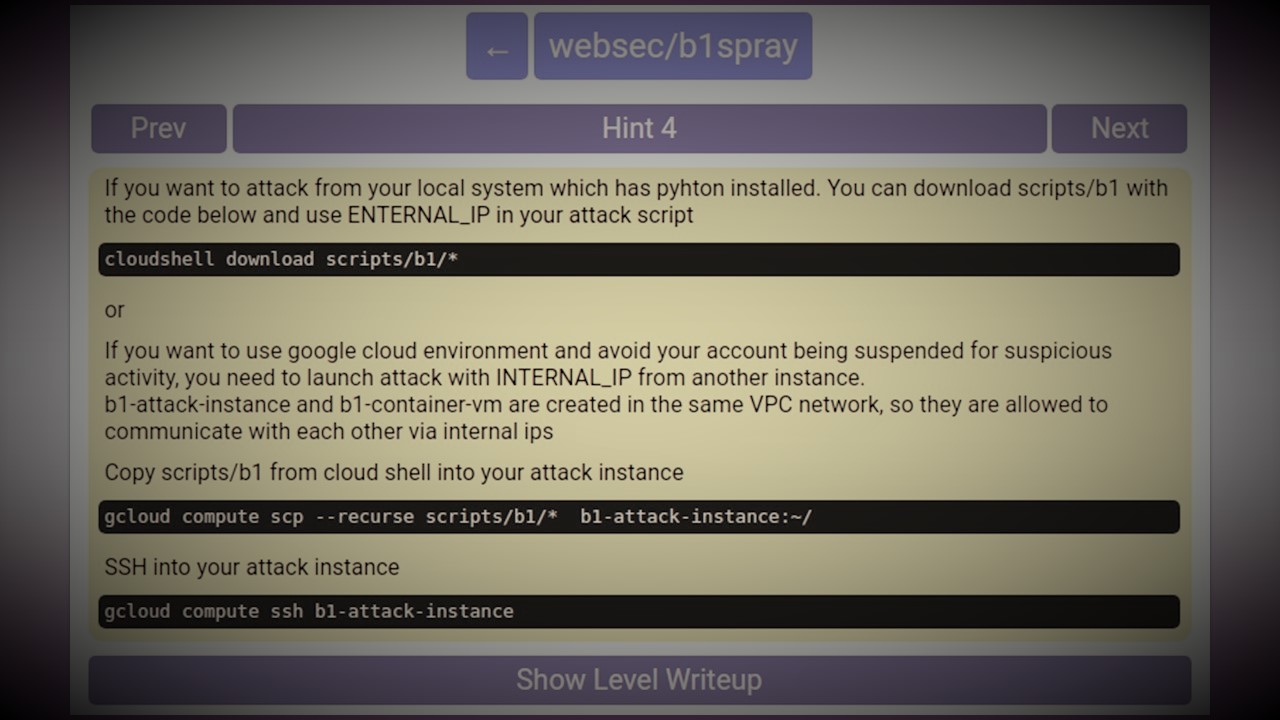 ← websec/b1spray
Prev Hint 4 Next
If you want to attack from your local system which has pyhton installed. You can download scripts/b1 with
the code below and use ENTERNAL_IP in your attack script
cloudshell download scripts/b1/*
or
If you want to use google cloud environment and avoid your account being suspended for suspicious
activity, you need to launch attack with INTERNAL_IP from another instance.
b1-attack-instance and b1-container-vm are created in the same VPC network, so they are allowed to
communicate with each other via internal ips
Copy scripts/b1 from cloud shell into your attack instance
gcloud compute scp --recurse scripts/b1/*  b1-attack-instance:~/
SSH into your attack instance
gcloud compute ssh b1-attack-instance
Show Level Writeup